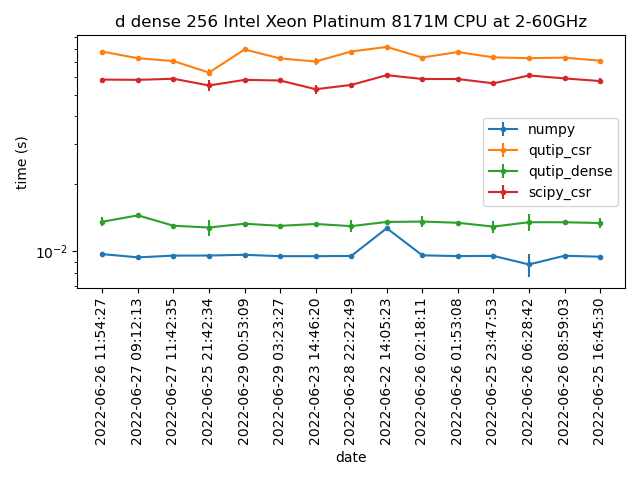 d dense 256 Intel Xeon Platinum 8171M CPU at 2-60GHz
time (s)
10⁻²
numpy
qutip_csr
qutip_dense
scipy_csr
2022-06-26 11:54:27
2022-06-27 09:12:13
2022-06-27 11:42:35
2022-06-25 21:42:34
2022-06-29 00:53:09
2022-06-29 03:23:27
2022-06-23 14:46:20
2022-06-28 22:22:49
2022-06-22 14:05:23
2022-06-26 02:18:11
2022-06-26 01:53:08
2022-06-25 23:47:53
2022-06-26 06:28:42
2022-06-26 08:59:03
2022-06-25 16:45:30
date